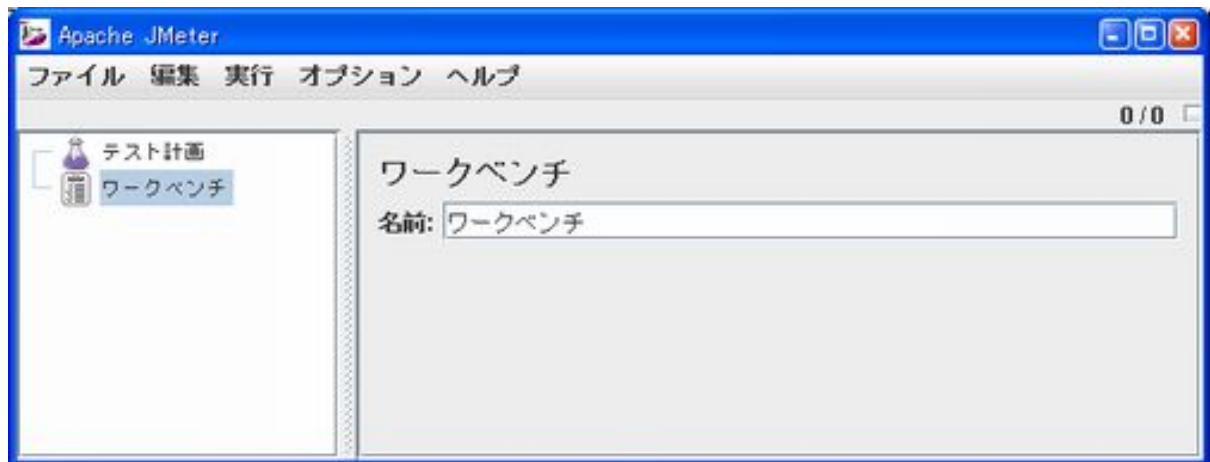 Apache JMeter
ファイル 編集 実行 オプション ヘルプ
0/0
テスト計画
ワークベンチ
ワークベンチ
名前: ワークベンチ